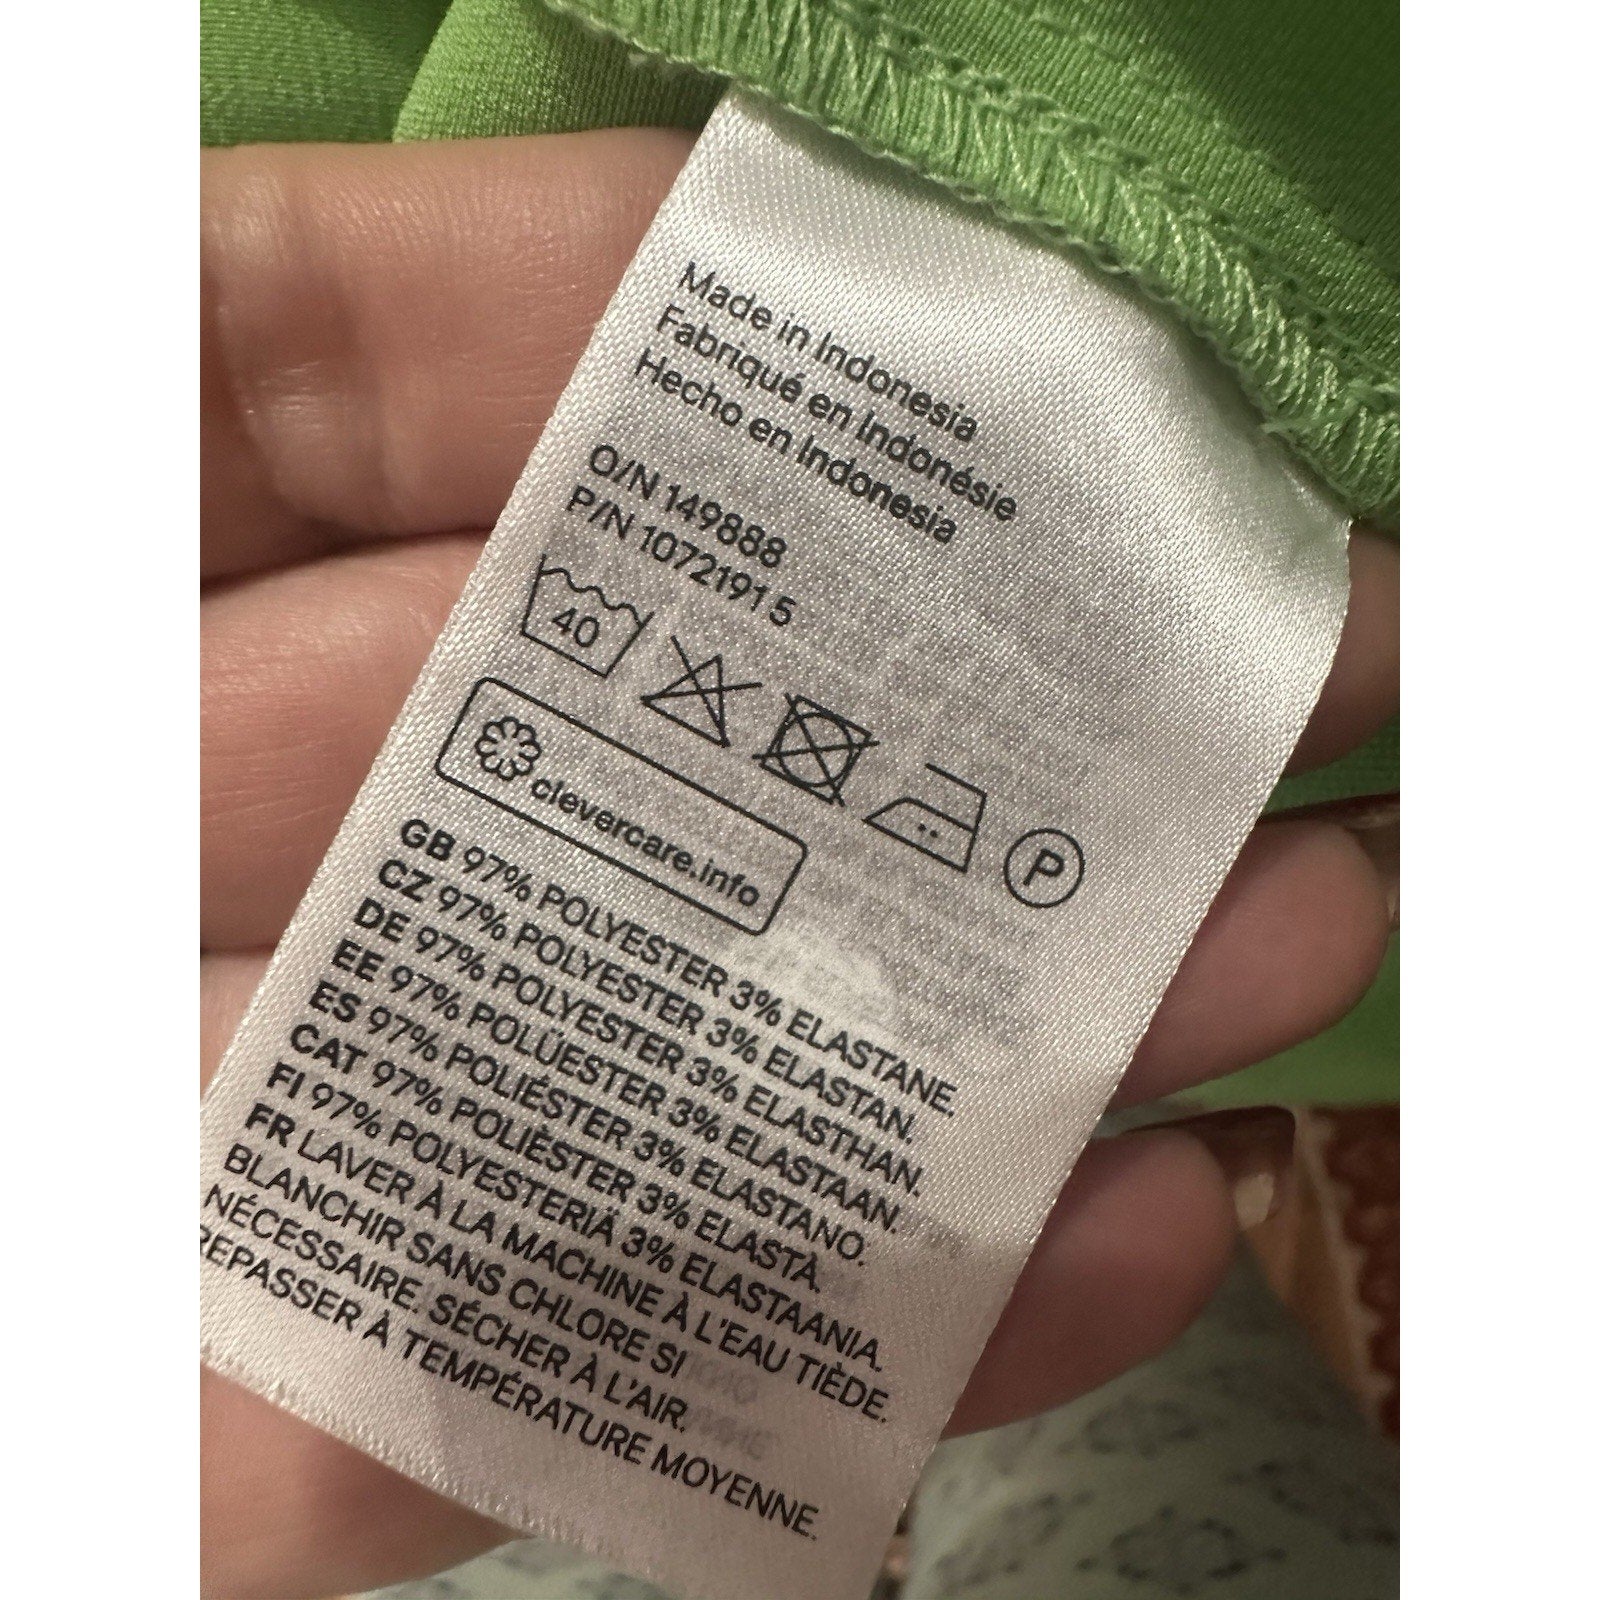 Made in Indonesia
Fabriqué en Indonésie
Hecho en Indonesia
O/N 149888
P/N 1072191 5
40
P
clevercare.info
GB 97% POLYESTER 3% ELASTANE.
CZ 97% POLYESTER 3% ELASTAN.
DE 97% POLYESTER 3% ELASTHAN.
EE 97% POLÜESTER 3% ELASTAAN.
ES 97% POLIÉSTER 3% ELASTANO.
CAT 97% POLIÈSTER 3% ELASTÀ.
FI 97% POLYESTERIÄ 3% ELASTAANIA.
FR LAVER À LA MACHINE À L'EAU TIÈDE.
BLANCHIR SANS CHLORE SI
NÉCESSAIRE. SÉCHER À L'AIR.
REPASSER À TEMPÉRATURE MOYENNE.